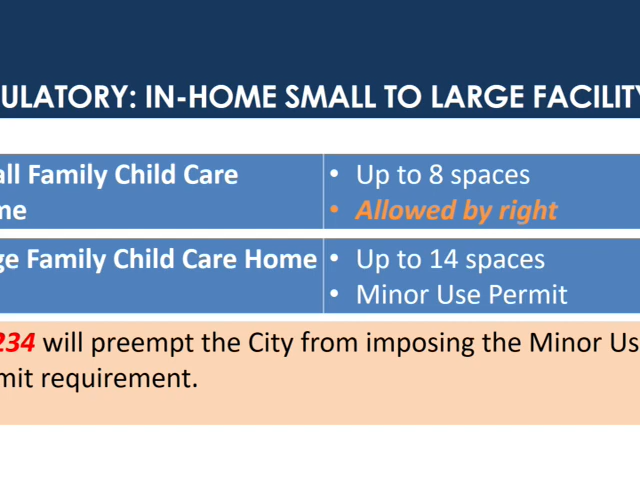 ULATORY: IN-HOME SMALL TO LARGE FACILITY
all Family Child Care
me
• Up to 8 spaces
• Allowed by right
ge Family Child Care Home
• Up to 14 spaces
• Minor Use Permit
234 will preempt the City from imposing the Minor Us
mit requirement.